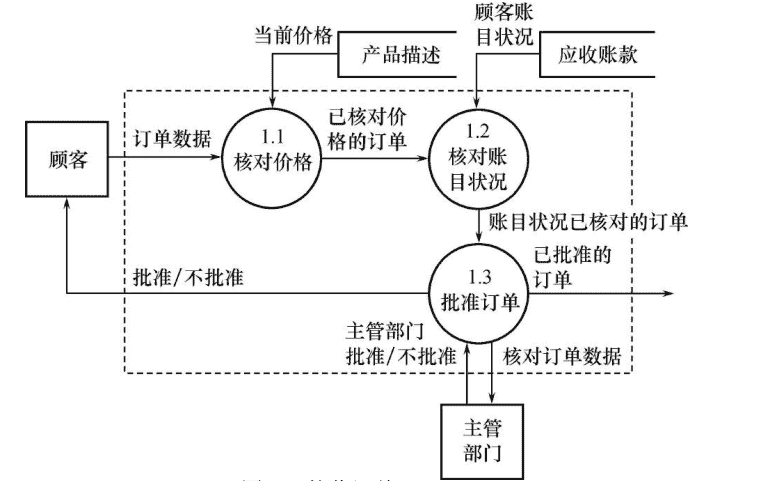 当前价格
产品描述
顾客账
目状况
应收账款
顾客
订单数据
1.1
核对价格
已核对价
格的订单
1.2
核对账
目状况
账目状况已核对的订单
批准/不批准
1.3
批准订单
已批准的
订单
主管部门
批准/不批准
核对订单数据
主管
部门